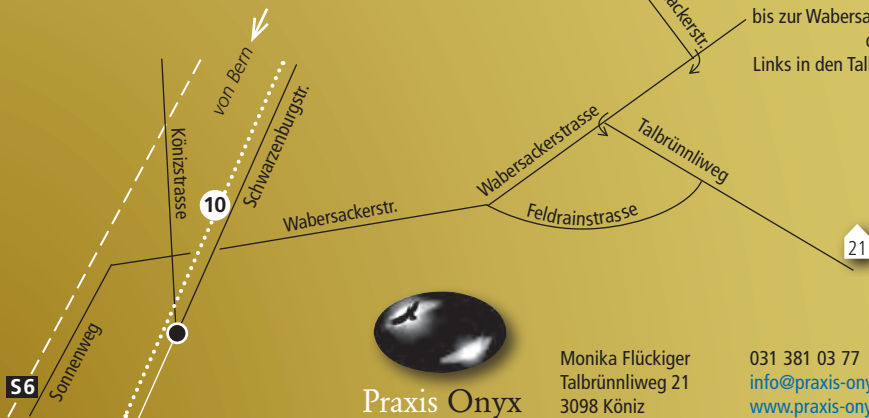 ackerstr.
bis zur Wabersa
Links in den Tal
von Bern
Könizstrasse
Schwarzenburgstr.
10
Wabersackerstr.
Wabersackerstrasse
Talbrünnliweg
Feldrainstrasse
21
Sonnenweg
S6
Praxis Onyx
Monika Flückiger
Talbrünnliweg 21
3098 Köniz
031 381 03 77
info@praxis-ony
www.praxis-ony